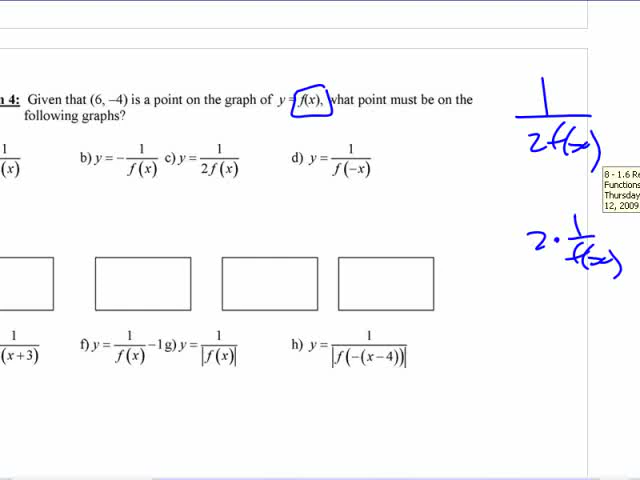 n 4: Given that (6, –4) is a point on the graph of y = f(x), what point must be on the
following graphs?
1/(x) b) y = -1/f(x) c) y = 1/2f(x) d) y = 1/f(-x)
1/2f(x)
8 - 1.6 Re
Functions
Thursday
12, 2009
2 · 1/f(x)
1/(x+3) f) y = 1/f(x) -1 g) y = 1/|f(x)| h) y = 1/|f(-(x-4))|